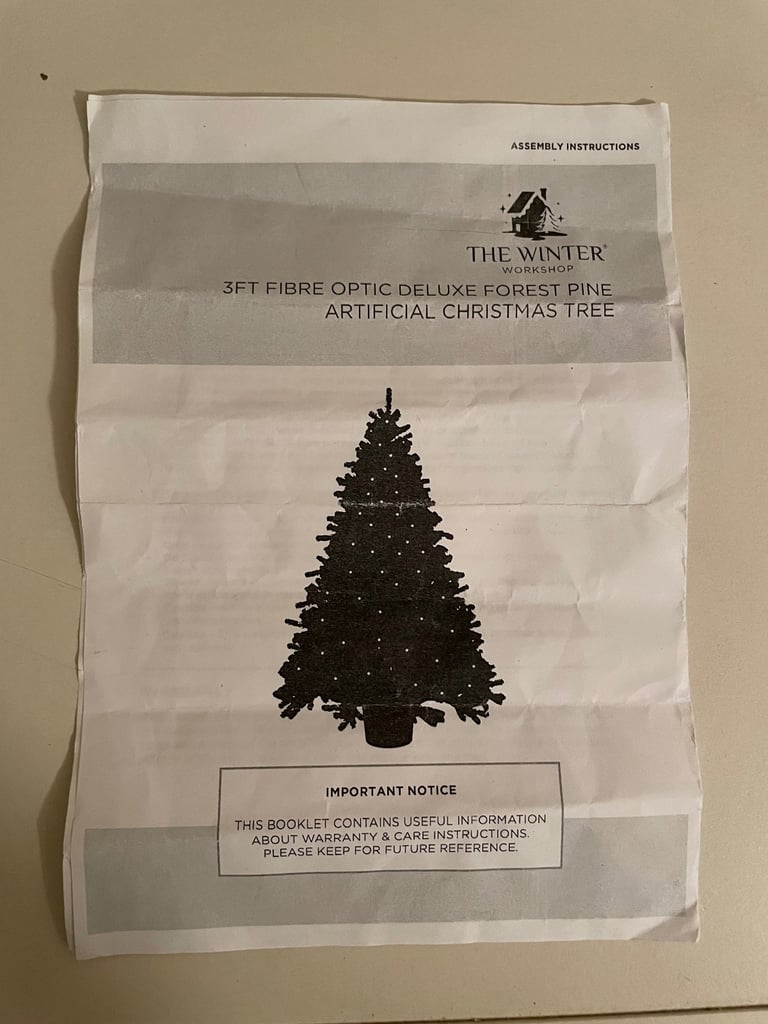 ASSEMBLY INSTRUCTIONS
THE WINTER®
WORKSHOP
3FT FIBRE OPTIC DELUXE FOREST PINE
ARTIFICIAL CHRISTMAS TREE
IMPORTANT NOTICE
THIS BOOKLET CONTAINS USEFUL INFORMATION
ABOUT WARRANTY & CARE INSTRUCTIONS.
PLEASE KEEP FOR FUTURE REFERENCE.